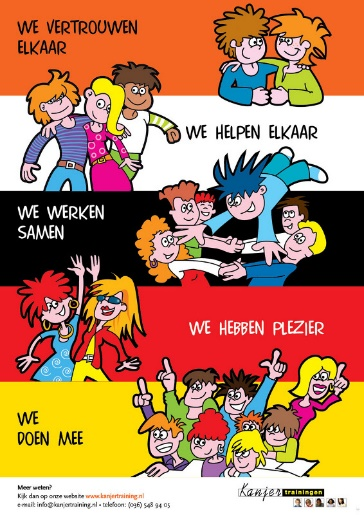 WE VERTROUWEN
ELKAAR
WE HELPEN ELKAAR
WE WERKEN
SAMEN
WE HEBBEN PLEZIER
WE
DOEN MEE
Meer weten?
Kijk dan op onze website www.kanjertraining.nl
e-mail: info@kanjertraining.nl • telefoon: (036) 548 94 05
Kanjer trainingen